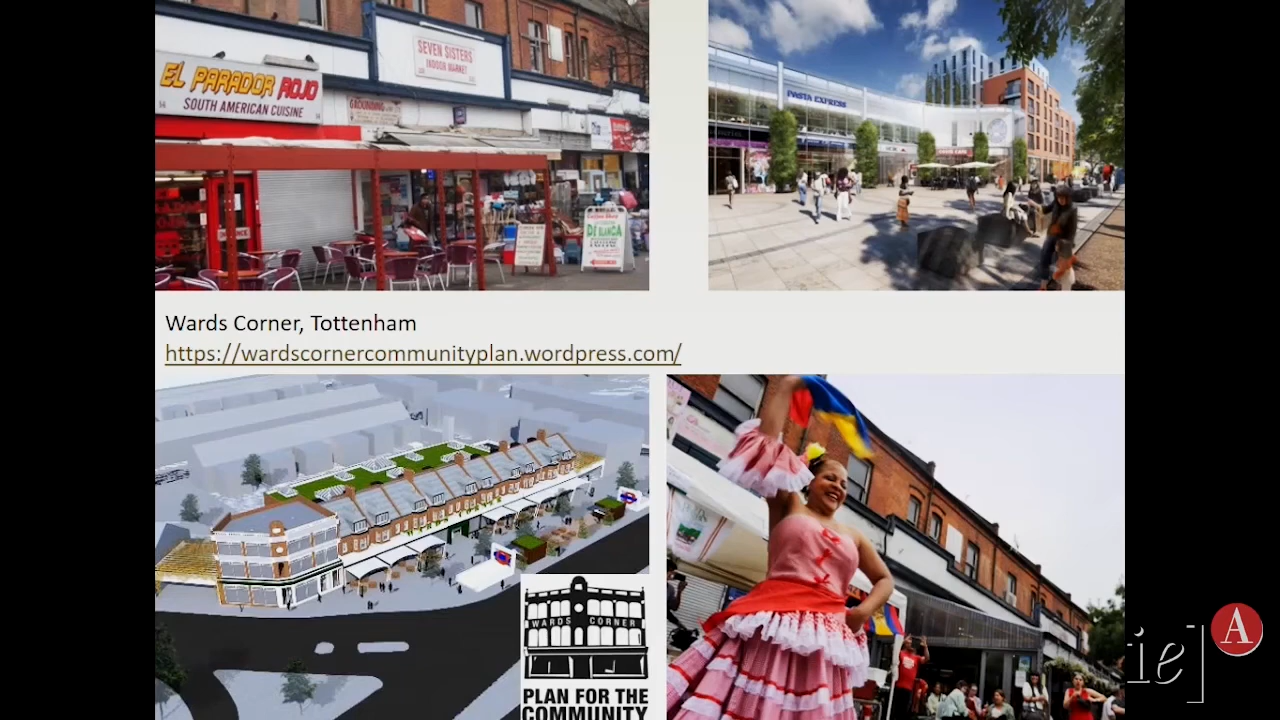 SEVEN SISTERS
INDOOR MARKET
EL PARADOR ROJO
SOUTH AMERICAN CUISINE
PASTA EXPRESS
Wards Corner, Tottenham
https://wardscornercommunityplan.wordpress.com/
WARDS CORNER
PLAN FOR THE
COMMUNITY
ie]
A